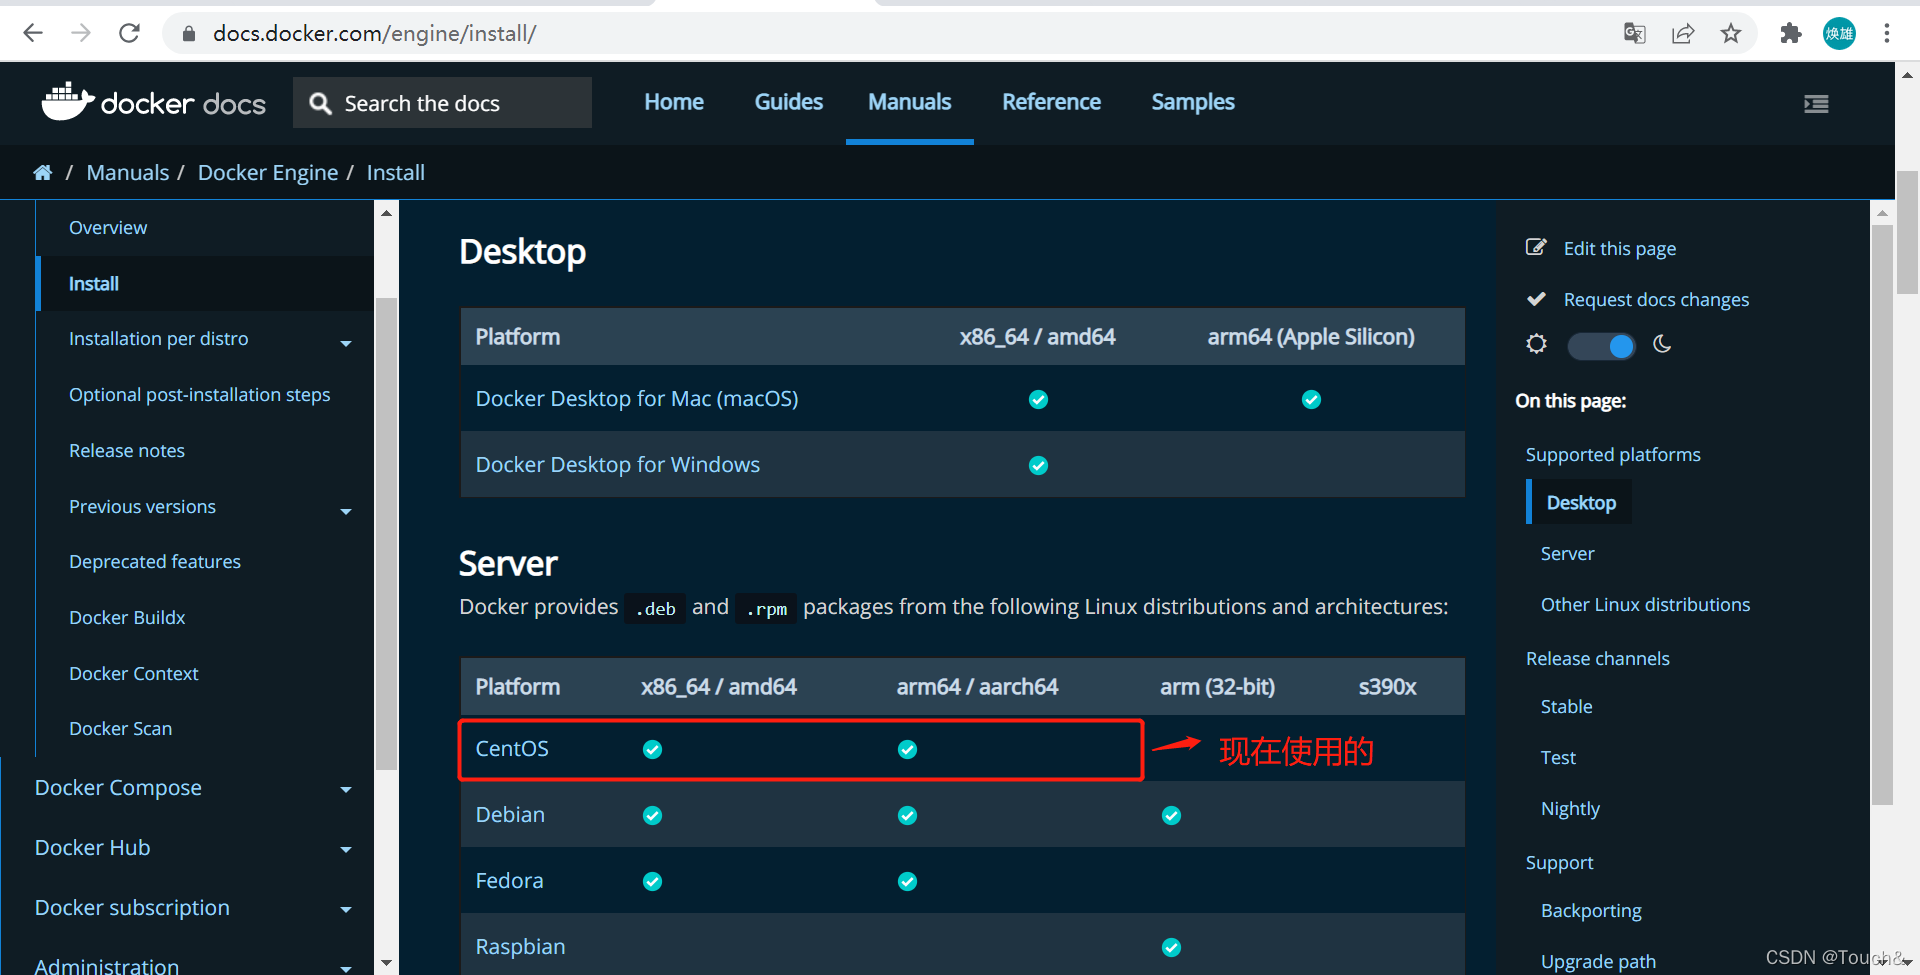 docs.docker.com/engine/install/
焕雄
docker docs
Search the docs
Home
Guides
Manuals
Reference
Samples
/ Manuals / Docker Engine / Install
Overview
Install
Installation per distro
Optional post-installation steps
Release notes
Previous versions
Deprecated features
Docker Buildx
Docker Context
Docker Scan
Docker Compose
Docker Hub
Docker subscription
Administration
Desktop
Platform x86_64 / amd64 arm64 (Apple Silicon)
Docker Desktop for Mac (macOS)
Docker Desktop for Windows
Server
Docker provides .deb and .rpm packages from the following Linux distributions and architectures:
Platform x86_64 / amd64 arm64 / aarch64 arm (32-bit) s390x
CentOS
现在使用的
Debian
Fedora
Raspbian
Edit this page
Request docs changes
On this page:
Supported platforms
Desktop
Server
Other Linux distributions
Release channels
Stable
Test
Nightly
Support
Backporting
Upgrade path
CSDN @Touch&